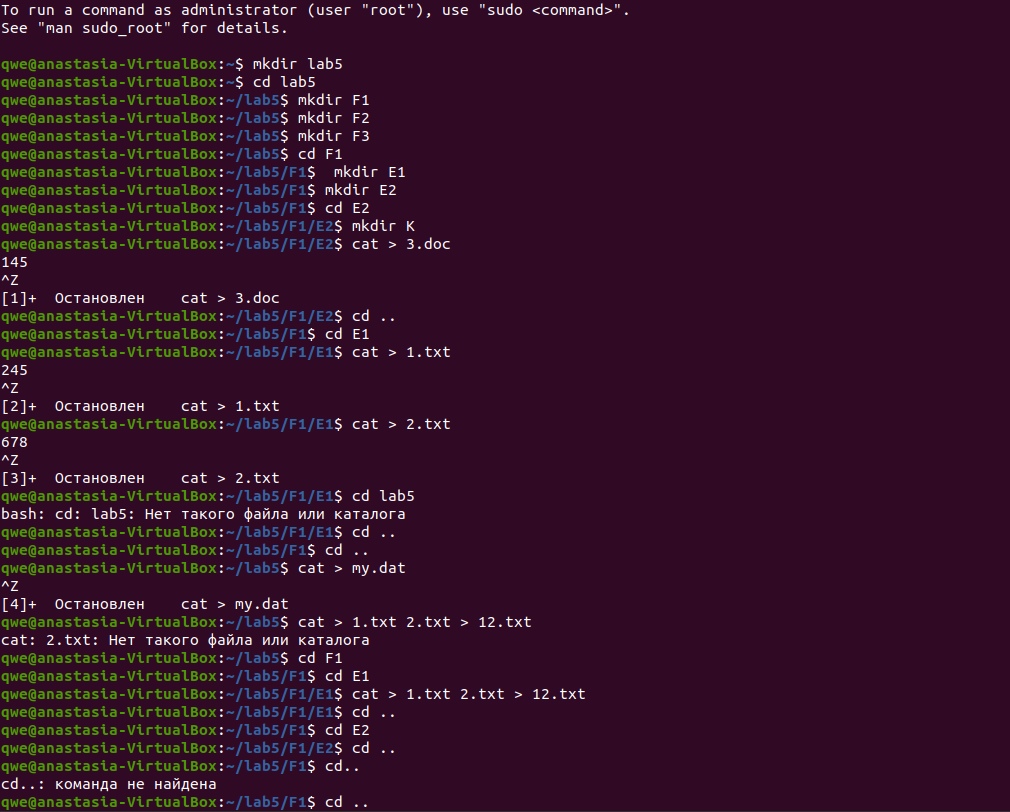 To run a command as administrator (user "root"), use "sudo <command>".
See "man sudo_root" for details.
qwe@anastasia-VirtualBox:~$ mkdir lab5
qwe@anastasia-VirtualBox:~$ cd lab5
qwe@anastasia-VirtualBox:~/lab5$ mkdir F1
qwe@anastasia-VirtualBox:~/lab5$ mkdir F2
qwe@anastasia-VirtualBox:~/lab5$ mkdir F3
qwe@anastasia-VirtualBox:~/lab5$ cd F1
qwe@anastasia-VirtualBox:~/lab5/F1$  mkdir E1
qwe@anastasia-VirtualBox:~/lab5/F1$ mkdir E2
qwe@anastasia-VirtualBox:~/lab5/F1$ cd E2
qwe@anastasia-VirtualBox:~/lab5/F1/E2$ mkdir K
qwe@anastasia-VirtualBox:~/lab5/F1/E2$ cat > 3.doc
145
^Z
[1]+  Остановлен    cat > 3.doc
qwe@anastasia-VirtualBox:~/lab5/F1/E2$ cd ..
qwe@anastasia-VirtualBox:~/lab5/F1$ cd E1
qwe@anastasia-VirtualBox:~/lab5/F1/E1$ cat > 1.txt
245
^Z
[2]+  Остановлен    cat > 1.txt
qwe@anastasia-VirtualBox:~/lab5/F1/E1$ cat > 2.txt
678
^Z
[3]+  Остановлен    cat > 2.txt
qwe@anastasia-VirtualBox:~/lab5/F1/E1$ cd lab5
bash: cd: lab5: Нет такого файла или каталога
qwe@anastasia-VirtualBox:~/lab5/F1/E1$ cd ..
qwe@anastasia-VirtualBox:~/lab5/F1$ cd ..
qwe@anastasia-VirtualBox:~/lab5$ cat > my.dat
^Z
[4]+  Остановлен    cat > my.dat
qwe@anastasia-VirtualBox:~/lab5$ cat > 1.txt 2.txt > 12.txt
cat: 2.txt: Нет такого файла или каталога
qwe@anastasia-VirtualBox:~/lab5$ cd F1
qwe@anastasia-VirtualBox:~/lab5/F1$ cd E1
qwe@anastasia-VirtualBox:~/lab5/F1/E1$ cat > 1.txt 2.txt > 12.txt
qwe@anastasia-VirtualBox:~/lab5/F1/E1$ cd ..
qwe@anastasia-VirtualBox:~/lab5/F1$ cd E2
qwe@anastasia-VirtualBox:~/lab5/F1/E2$ cd ..
qwe@anastasia-VirtualBox:~/lab5/F1$ cd..
cd..: команда не найдена
qwe@anastasia-VirtualBox:~/lab5/F1$ cd ..